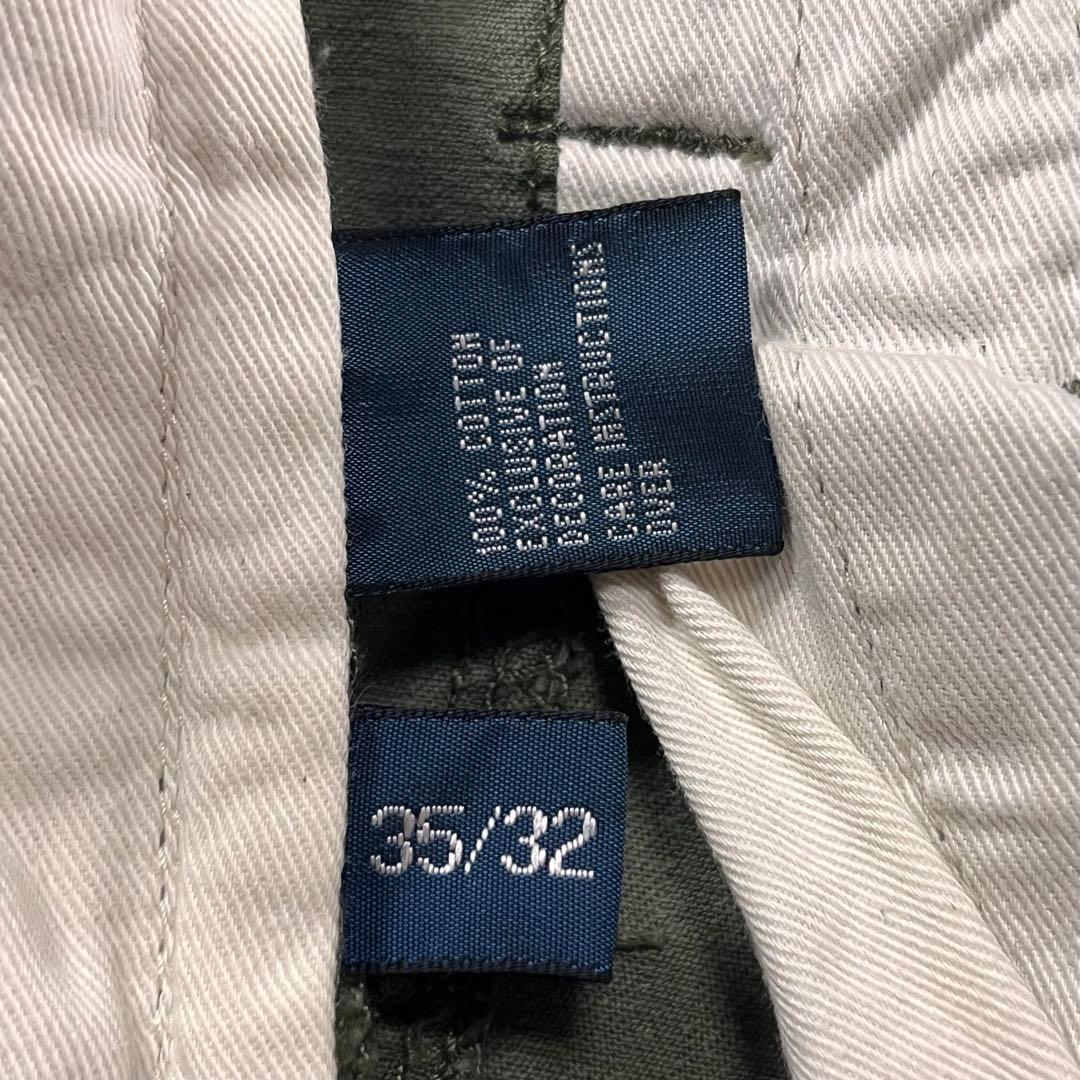 100% COTTON
EXCLUSIVE OF
DECORATION
CARE INSTRUCTIONS
OVER
35/32